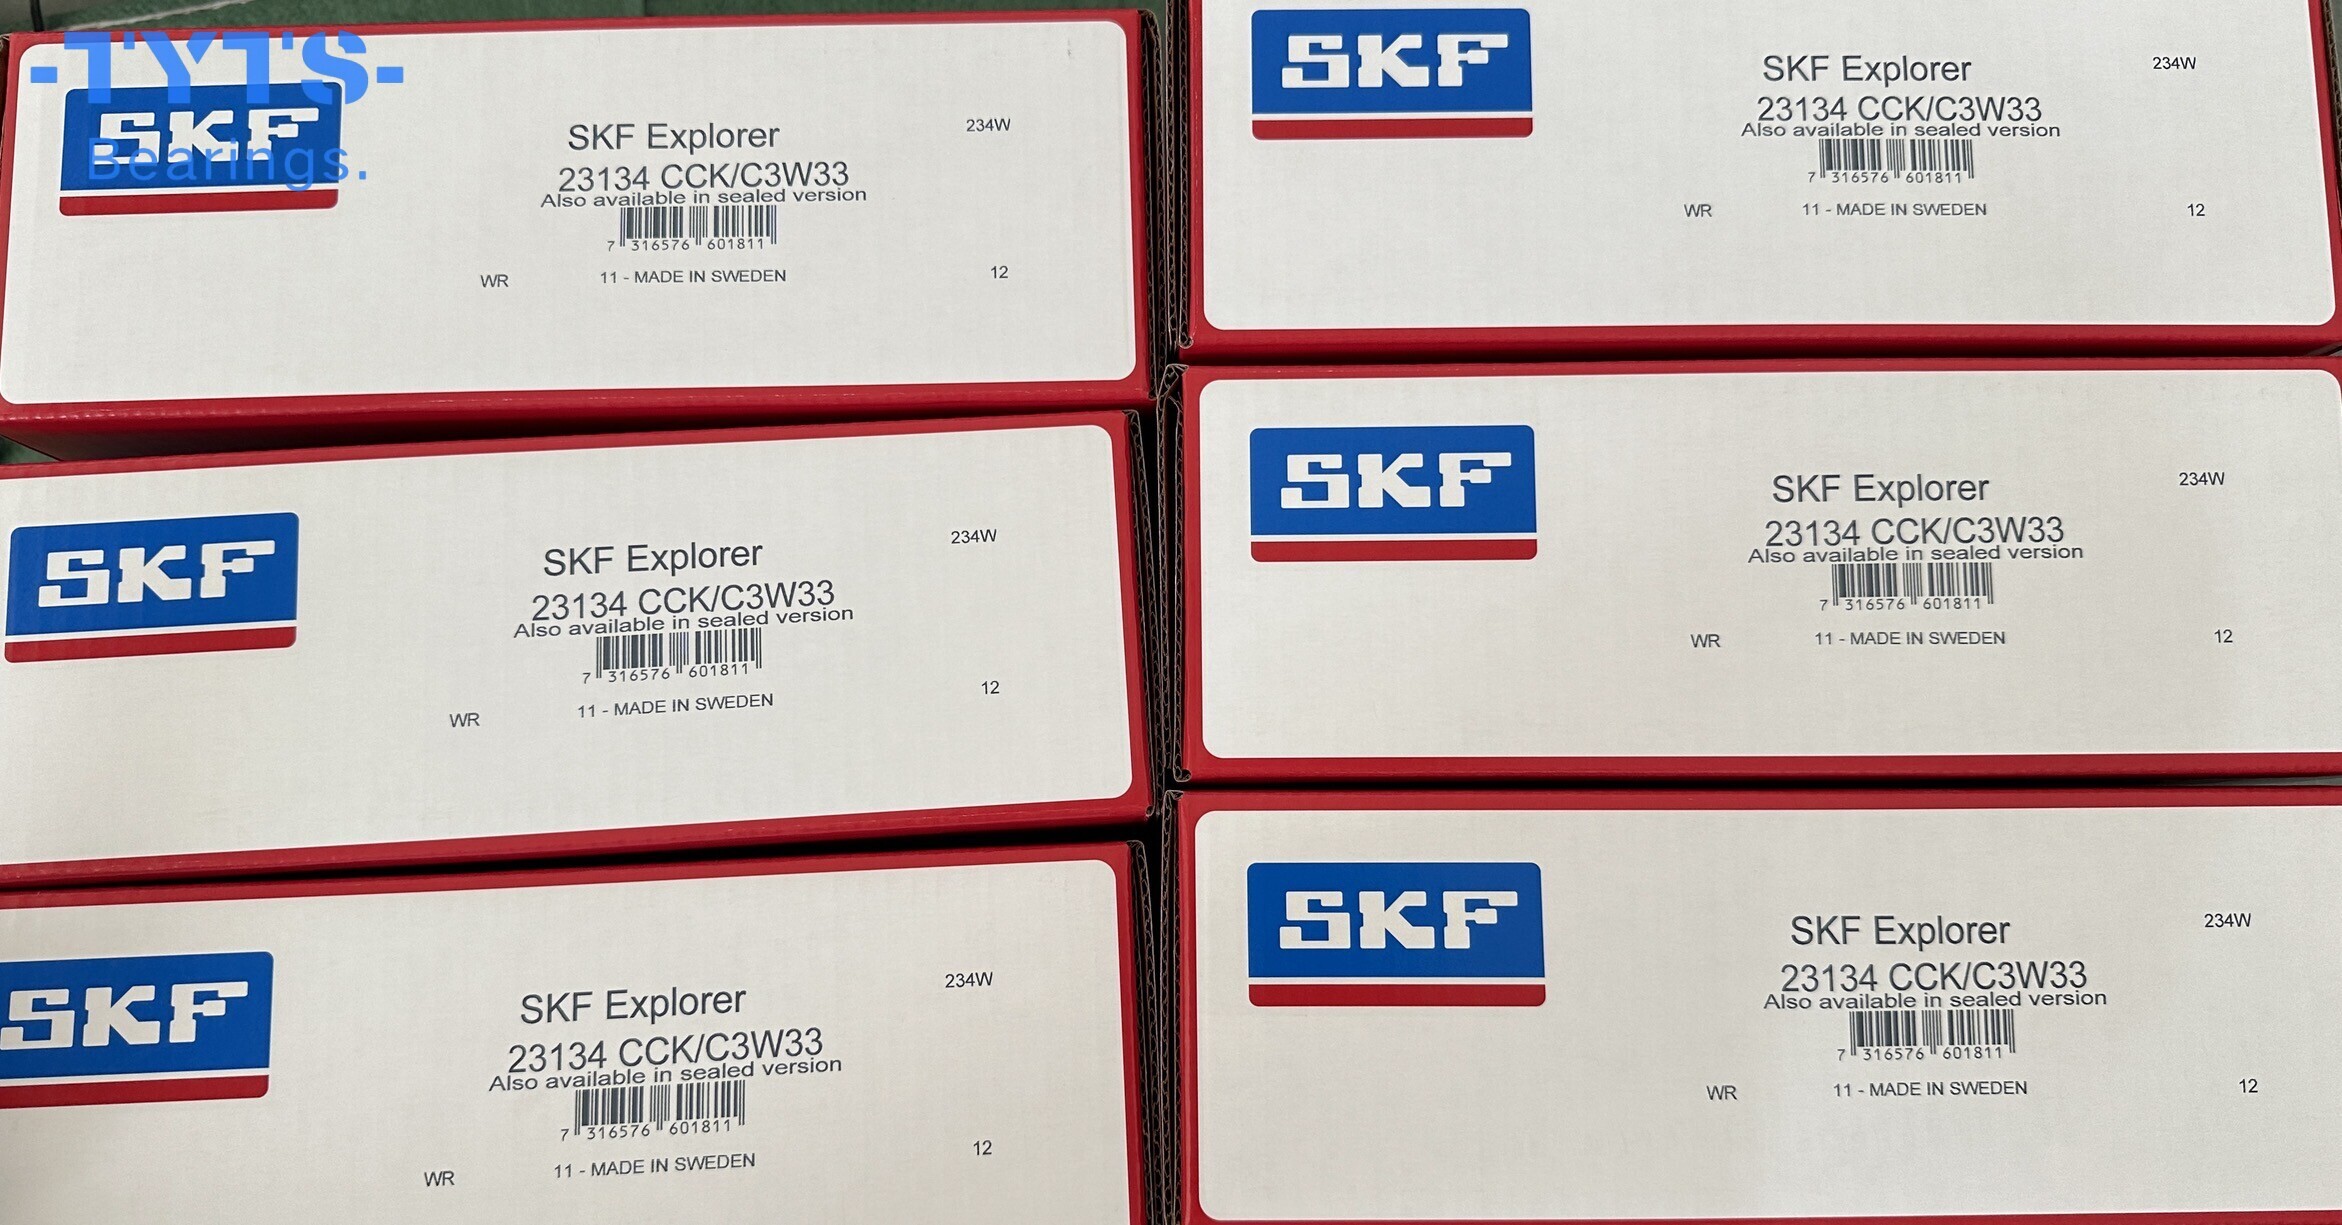 -TYTS-
Bearings.
SKF
SKF Explorer
234W
23134 CCK/C3W33
Also available in sealed version
7 316576 601811
WR 11 - MADE IN SWEDEN 12
SKF
SKF Explorer
234W
23134 CCK/C3W33
Also available in sealed version
7 316576 601811
WR 11 - MADE IN SWEDEN 12
SKF
SKF Explorer
234W
23134 CCK/C3W33
Also available in sealed version
7 316576 601811
WR 11 - MADE IN SWEDEN 12
SKF
SKF Explorer
234W
23134 CCK/C3W33
Also available in sealed version
7 316576 601811
WR 11 - MADE IN SWEDEN 12
SKF
SKF Explorer
234W
23134 CCK/C3W33
Also available in sealed version
7 316576 601811
WR 11 - MADE IN SWEDEN 12
SKF
SKF Explorer
234W
23134 CCK/C3W33
Also available in sealed version
7 316576 601811
WR 11 - MADE IN SWEDEN 12